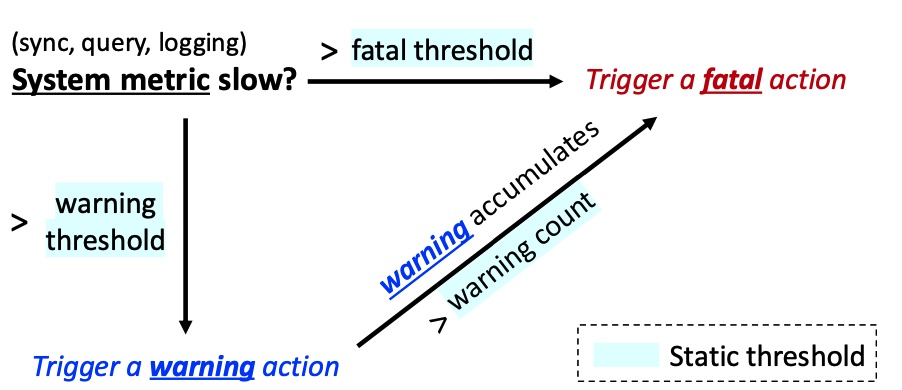 (sync, query, logging)
System metric slow?
> fatal threshold
Trigger a fatal action
> warning
threshold
warning accumulates
> warning count
Trigger a warning action
Static threshold